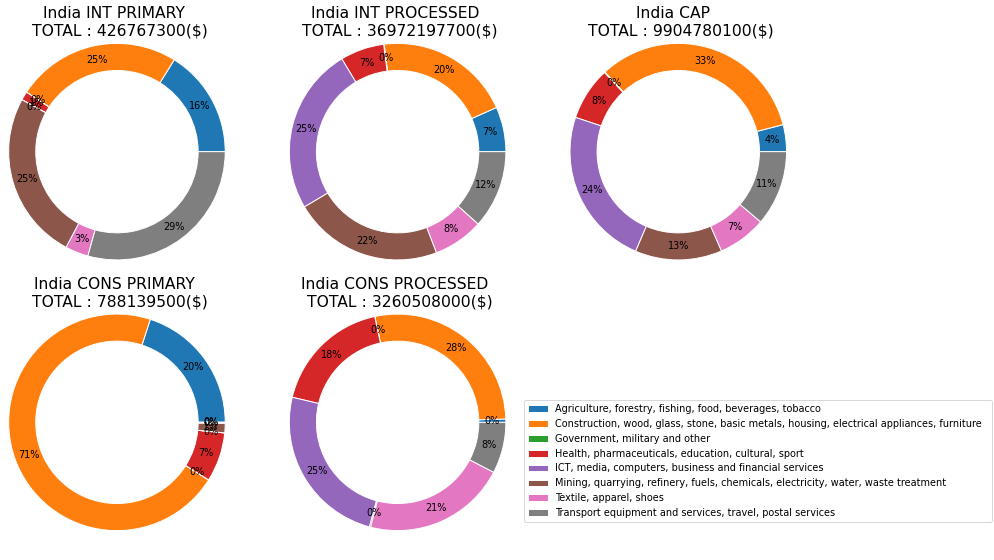 India INT PRIMARY
TOTAL : 426767300($)
16%
25%
0%
0%
25%
3%
29%
India INT PROCESSED
TOTAL : 36972197700($)
7%
20%
0%
7%
25%
22%
8%
12%
India CAP
TOTAL : 9904780100($)
4%
33%
0%
8%
24%
13%
7%
11%
India CONS PRIMARY
TOTAL : 788139500($)
20%
71%
0%
7%
0%
0%
India CONS PROCESSED
TOTAL : 3260508000($)
0%
28%
0%
18%
25%
0%
21%
8%
Agriculture, forestry, fishing, food, beverages, tobacco
Construction, wood, glass, stone, basic metals, housing, electrical appliances, furniture
Government, military and other
Health, pharmaceuticals, education, cultural, sport
ICT, media, computers, business and financial services
Mining, quarrying, refinery, fuels, chemicals, electricity, water, waste treatment
Textile, apparel, shoes
Transport equipment and services, travel, postal services